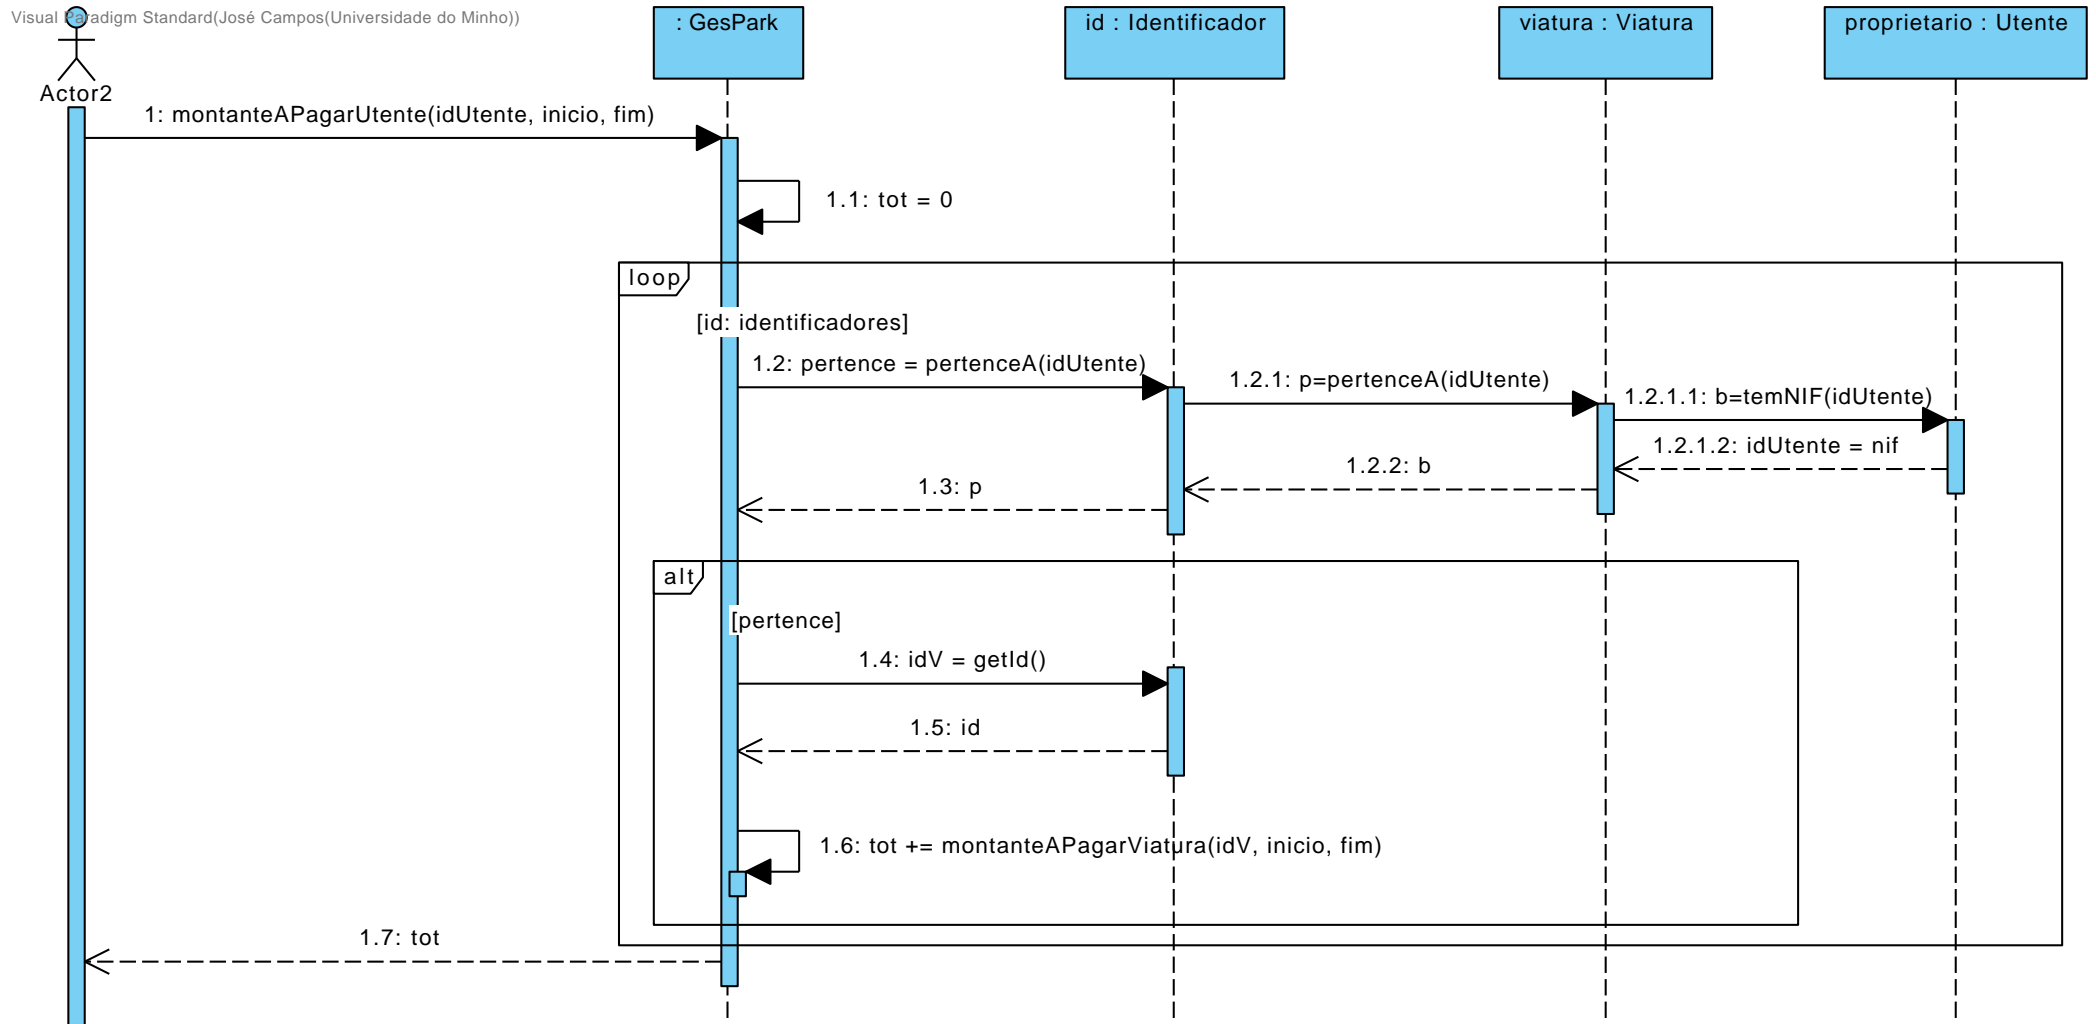 Visual Paradigm Standard(José Campos(Universidade do Minho))
: GesPark
id : Identificador
viatura : Viatura
proprietario : Utente
Actor2
1: montanteAPagarUtente(idUtente, inicio, fim)
1.1: tot = 0
loop
[id: identificadores]
1.2: pertence = pertenceA(idUtente)
1.2.1: p=pertenceA(idUtente)
1.2.1.1: b=temNIF(idUtente)
1.2.1.2: idUtente = nif
1.2.2: b
1.3: p
alt
[pertence]
1.4: idV = getId()
1.5: id
1.6: tot += montanteAPagarViatura(idV, inicio, fim)
1.7: tot